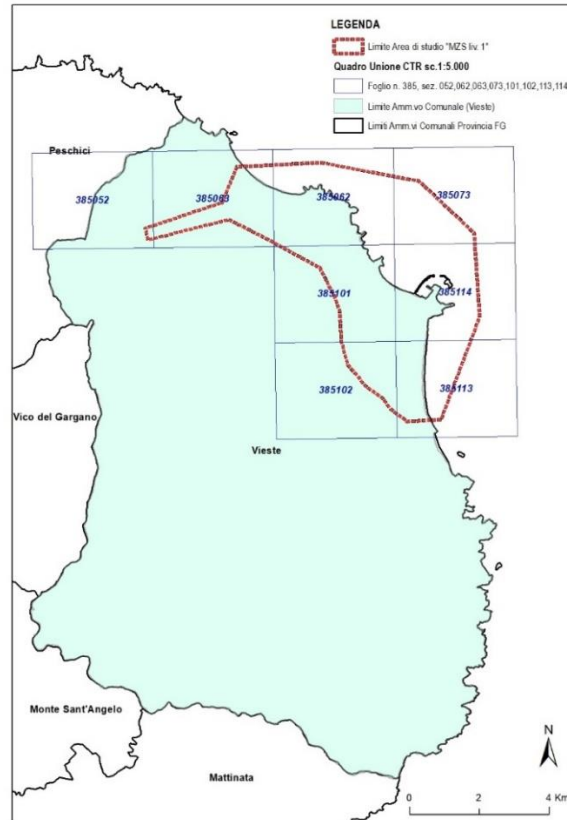 LEGENDA
Limite Area di studio "MZS liv. 1"
Quadro Unione CTR sc.1:5.000
Foglio n. 385, sez. 052,062,063,073,101,102,113,114
Limite Amm.vo Comunale (Vieste)
Limiti Amm.vi Comunali Provincia FG
Peschici
385052
385063
385062
385073
385101
385114
385102
385113
Vico del Gargano
Vieste
Monte Sant'Angelo
Mattinata
N
0 2 4 Km